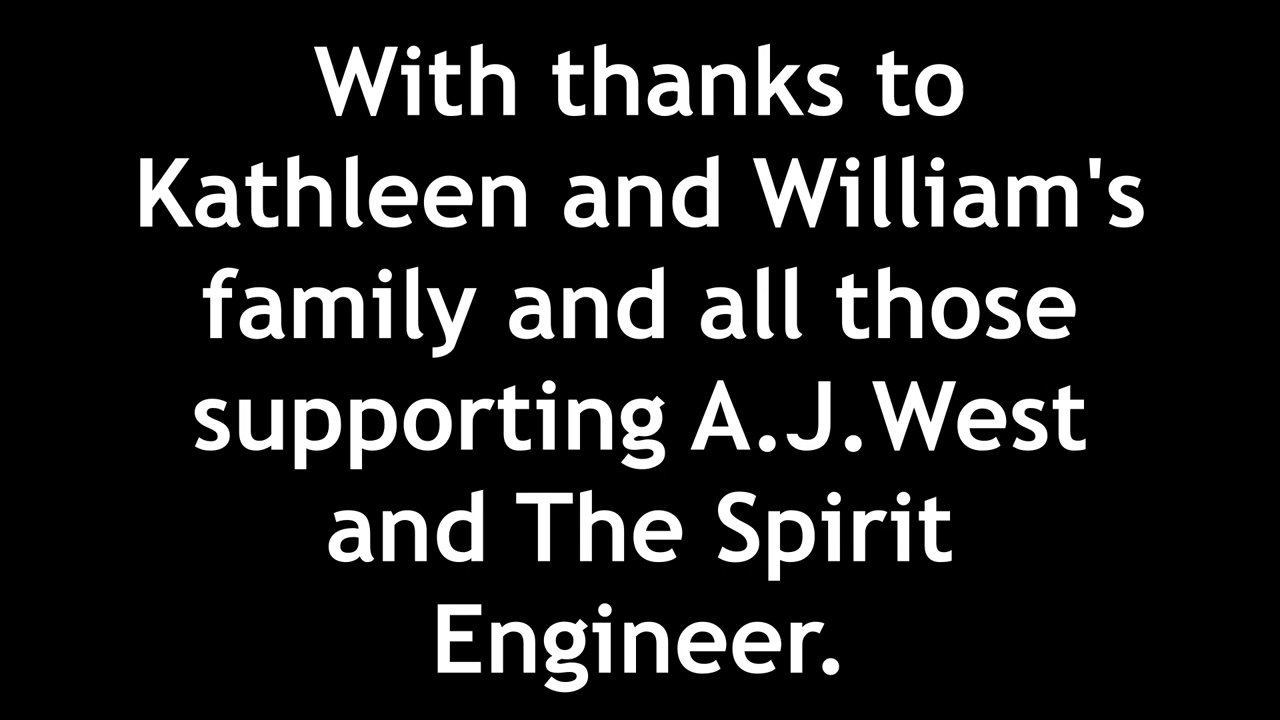 With thanks to
Kathleen and William's
family and all those
supporting A.J.West
and The Spirit
Engineer.